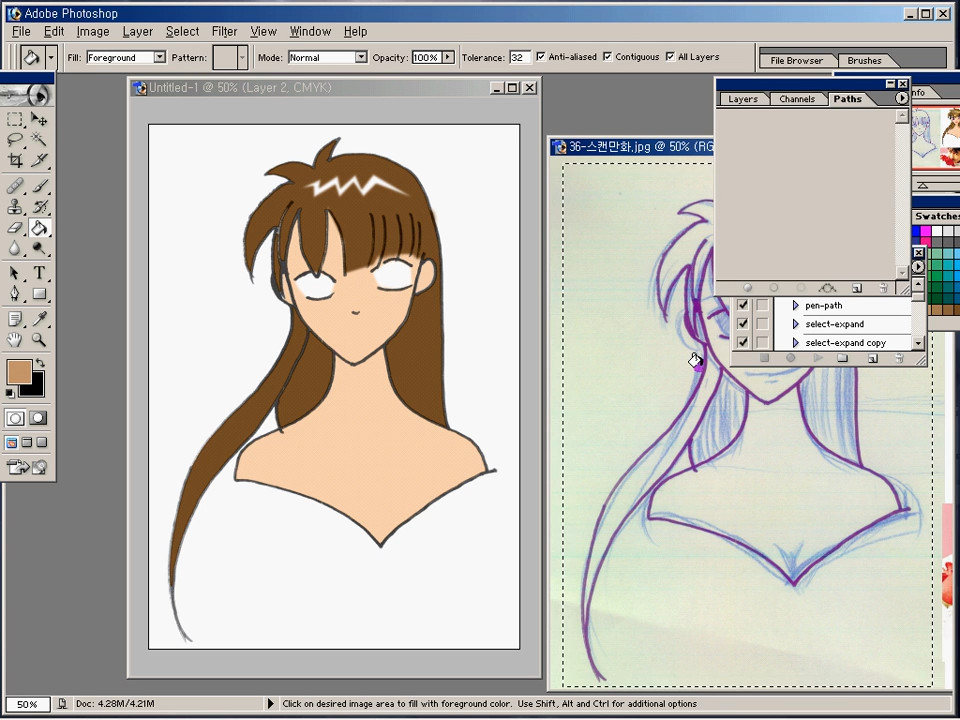 Adobe Photoshop
File Edit Image Layer Select Filter View Window Help
Fill: Foreground Pattern: Mode: Normal Opacity: 100% Tolerance: 32 Anti-aliased Contiguous All Layers
File Browser Brushes
Untitled-1 @ 50% (Layer 2, CMYK)
Layers Channels Paths
nfo
36-스캔만화.jpg @ 50% (RG
Swatches
pen-path
select-expand
select-expand copy
T
50% Doc: 4.28M/4.21M Click on desired image area to fill with foreground color. Use Shift, Alt and Ctrl for additional options